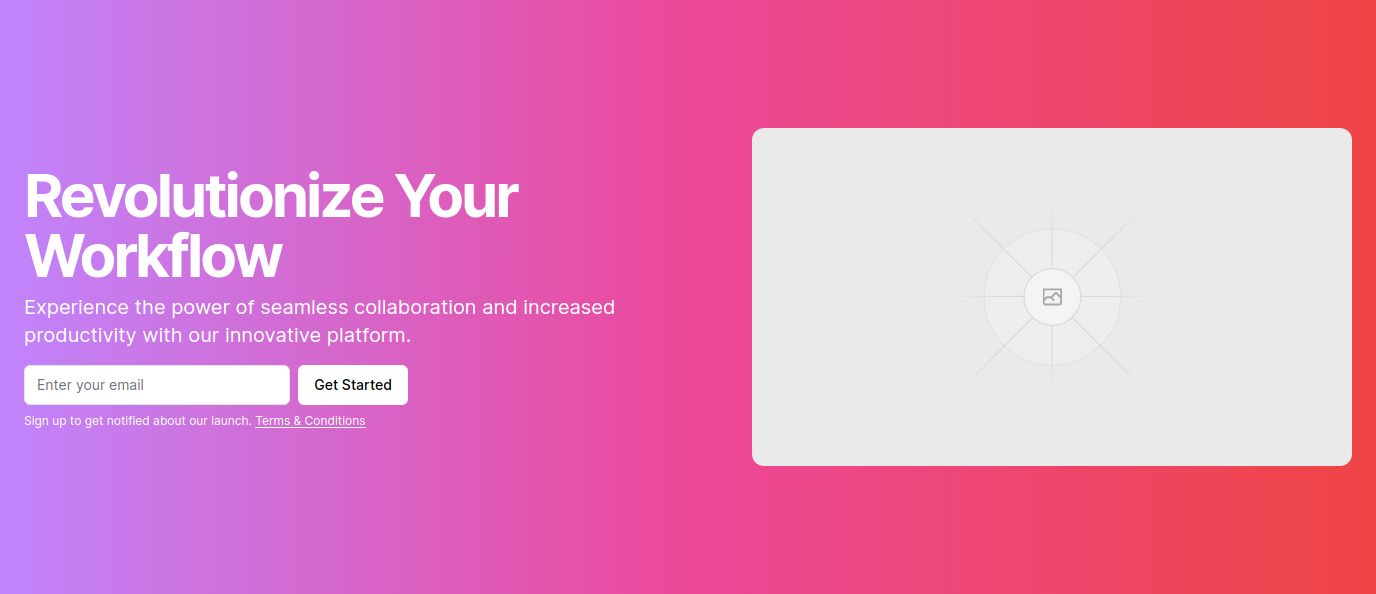 Revolutionize Your
Workflow
Experience the power of seamless collaboration and increased
productivity with our innovative platform.
Enter your email
Get Started
Sign up to get notified about our launch. Terms & Conditions